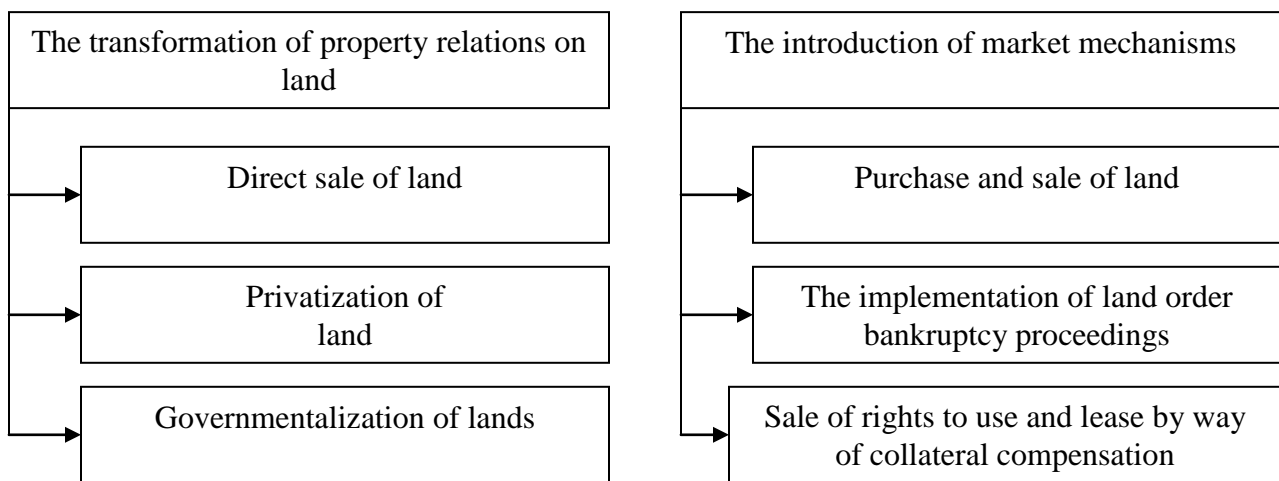 The transformation of property relations on
land
Direct sale of land
Privatization of
land
Governmentalization of lands
The introduction of market mechanisms
Purchase and sale of land
The implementation of land order
bankruptcy proceedings
Sale of rights to use and lease by way
of collateral compensation